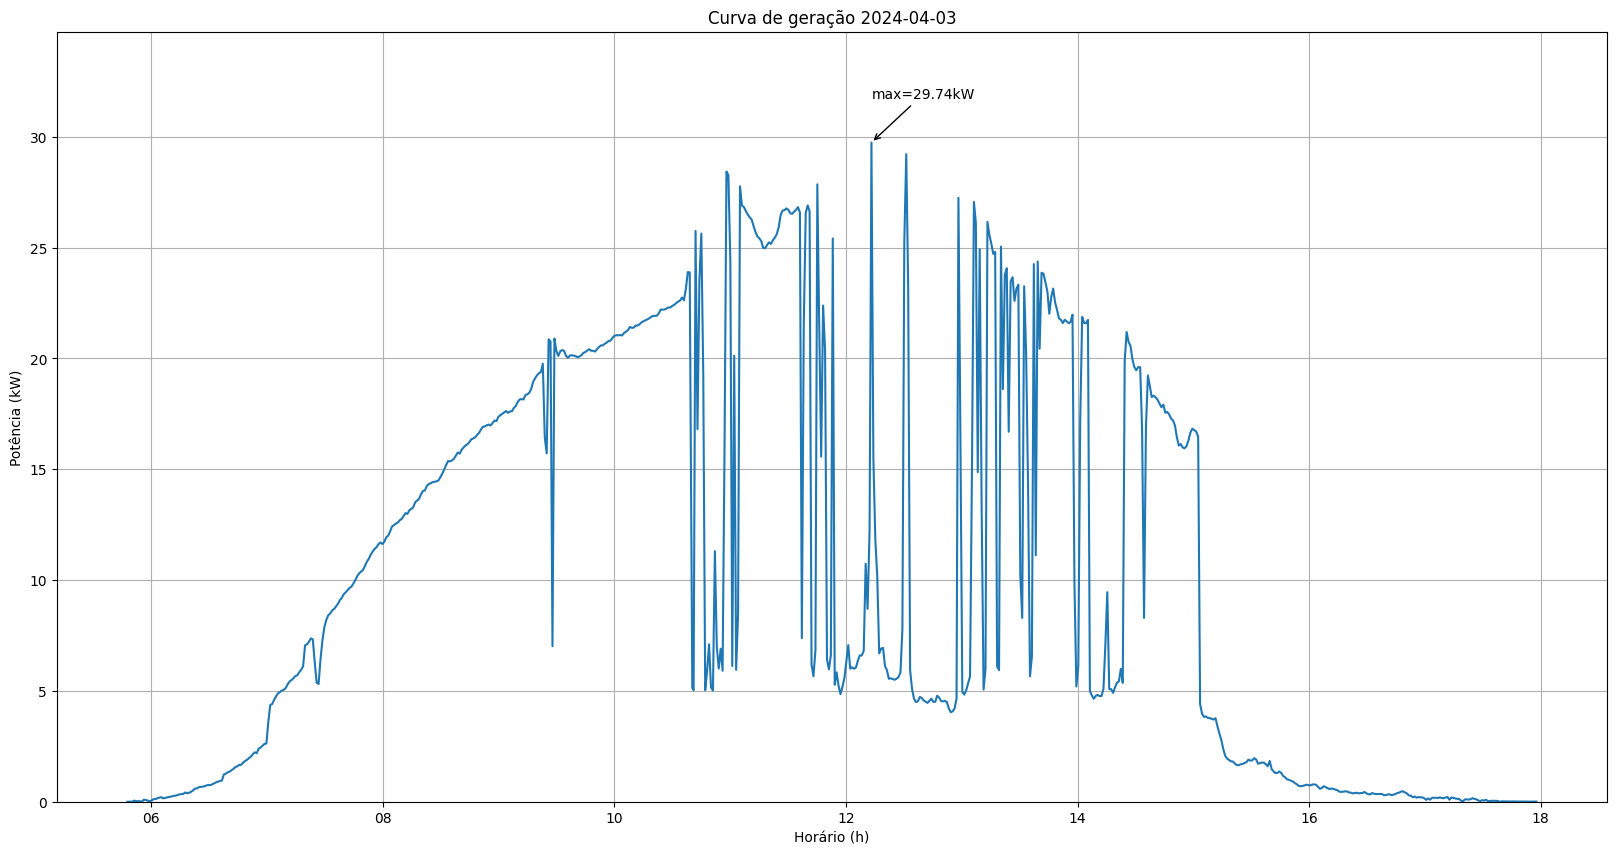 Curva de geração 2024-04-03
max=29.74kW
30
25
20
15
10
5
0
Potência (kW)
06 08 10 12 14 16 18
Horário (h)